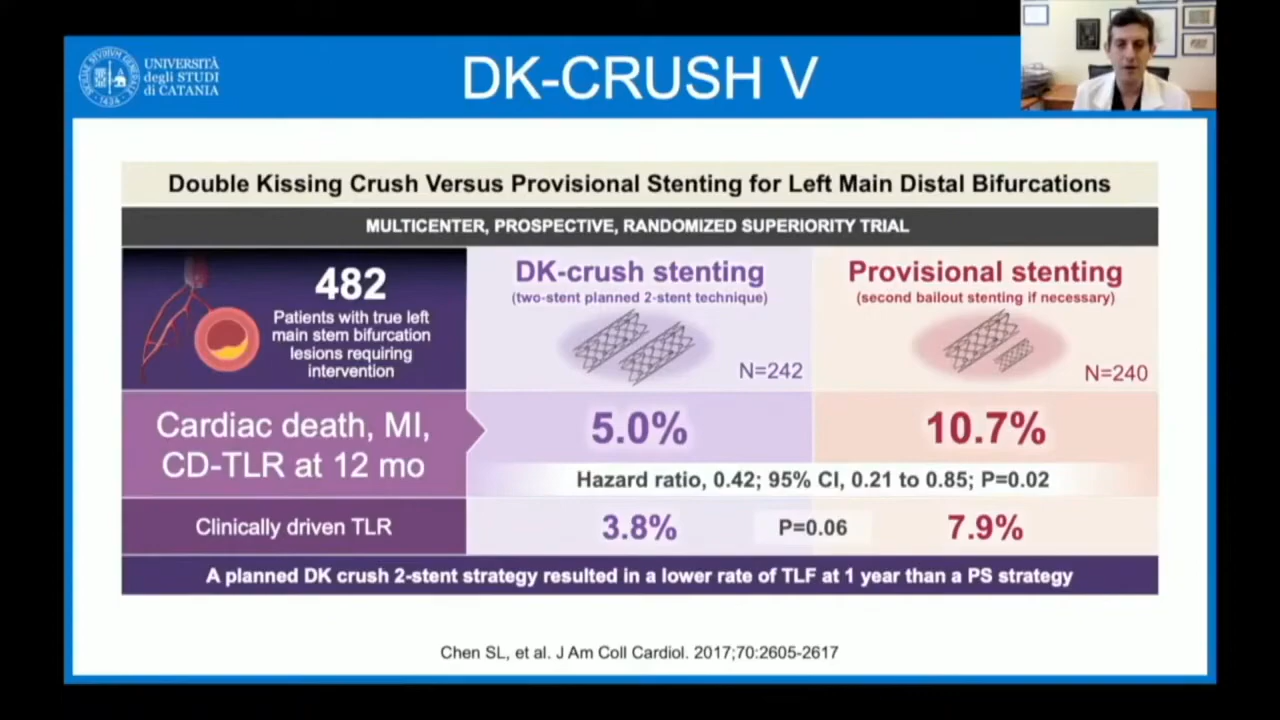 UNIVERSITÀ
degli STUDI
di CATANIA
DK-CRUSH V
Double Kissing Crush Versus Provisional Stenting for Left Main Distal Bifurcations
MULTICENTER, PROSPECTIVE, RANDOMIZED SUPERIORITY TRIAL
482
Patients with true left
main stem bifurcation
lesions requiring
intervention
DK-crush stenting
(two-stent planned 2-stent technique)
N=242
Provisional stenting
(second bailout stenting if necessary)
N=240
Cardiac death, MI,
CD-TLR at 12 mo
5.0%
10.7%
Hazard ratio, 0.42; 95% CI, 0.21 to 0.85; P=0.02
Clinically driven TLR
3.8%
P=0.06
7.9%
A planned DK crush 2-stent strategy resulted in a lower rate of TLF at 1 year than a PS strategy
Chen SL, et al. J Am Coll Cardiol. 2017;70:2605-2617